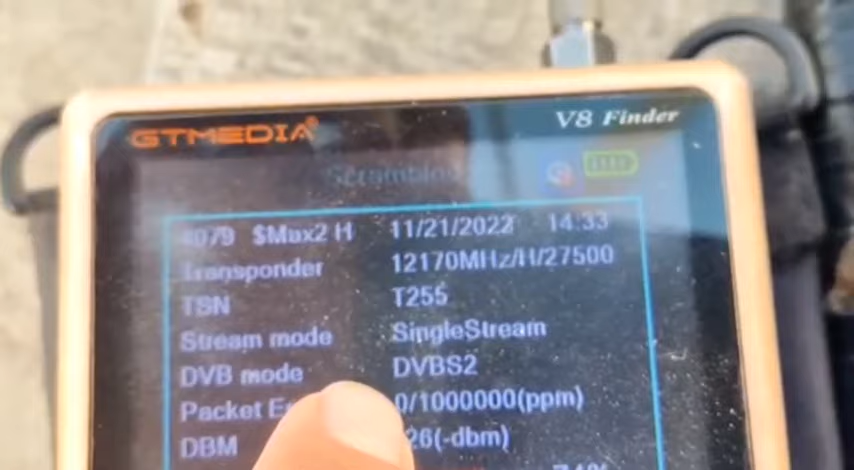 GTMEDIA®
V8 Finder
Scrambled
4079 $Max2 H 11/21/2022 14:33
Transponder 12170MHz/H/27500
TSN T255
Stream mode SingleStream
DVB mode DVBS2
Packet 0/1000000(ppm)
DBM 26(-dbm)